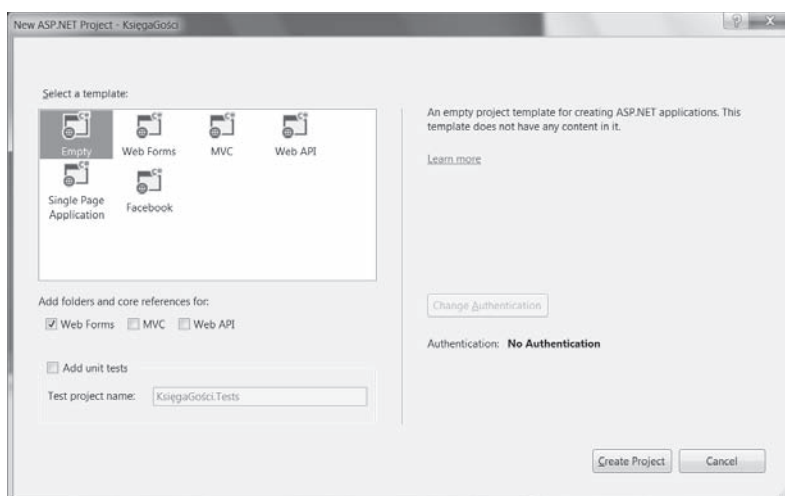 New ASP.NET Project - KsięgaGości
Select a template:
Empty
Web Forms
MVC
Web API
Single Page
Application
Facebook
An empty project template for creating ASP.NET applications. This
template does not have any content in it.
Learn more
Add folders and core references for:
Web Forms MVC Web API
Add unit tests
Test project name: KsięgaGości.Tests
Change Authentication
Authentication: No Authentication
Create Project Cancel